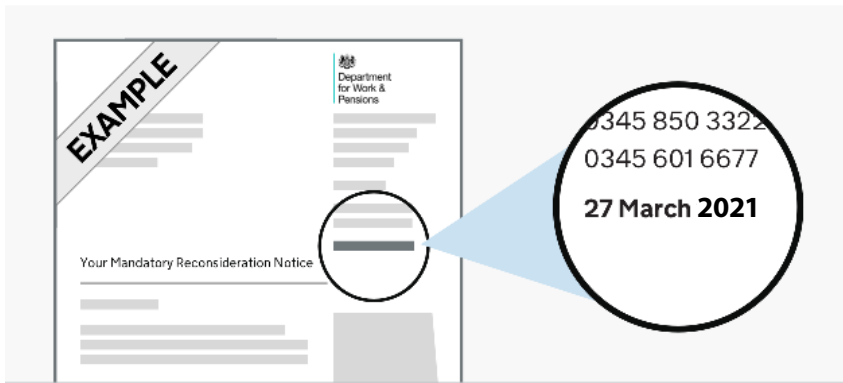 EXAMPLE
Department
for Work &
Pensions
Your Mandatory Reconsideration Notice
0345 850 3322
0345 601 6677
27 March 2021